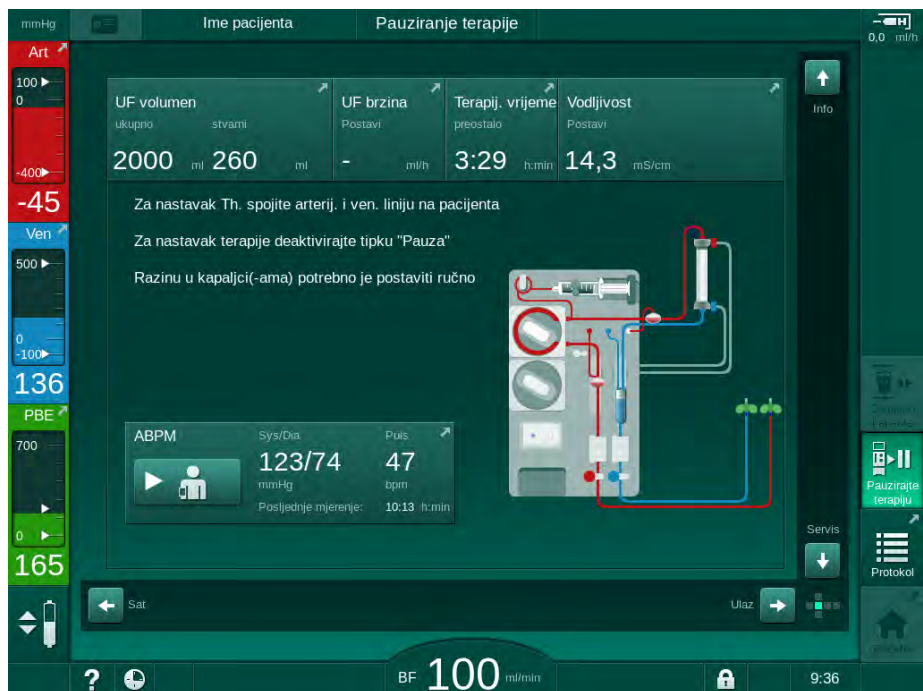 mmHg
Ime pacijenta
Pauziranje terapije
0,0 ml/h
Art
100
0
-400
-45
Ven
500
0
-100
136
PBE
700
0
165
UF volumen
ukupno stvarni
2000 ml 260 ml
UF brzina
Postavi
- ml/h
Terapij. vrijeme
preostalo
3:29 h:min
Vodljivost
Postavi
14,3 mS/cm
Za nastavak Th. spojite arterij. i ven. liniju na pacijenta
Za nastavak terapije deaktivirajte tipku "Pauza"
Razinu u kapaljci(-ama) potrebno je postaviti ručno
ABPM
Sys/Dia Puls
123/74 47
mmHg bpm
Posljednje mjerenje: 10:13 h:min
Info
Servis
Pauzirajte
terapiju
Protokol
Sat
Ulaz
? BF 100 ml/min 9:36